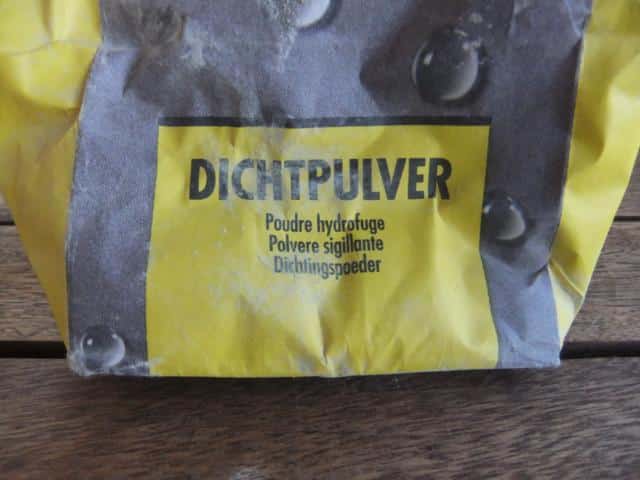 DICHTPULVER
Poudre hydrofuge
Polvere sigillante
Dichtingspoeder